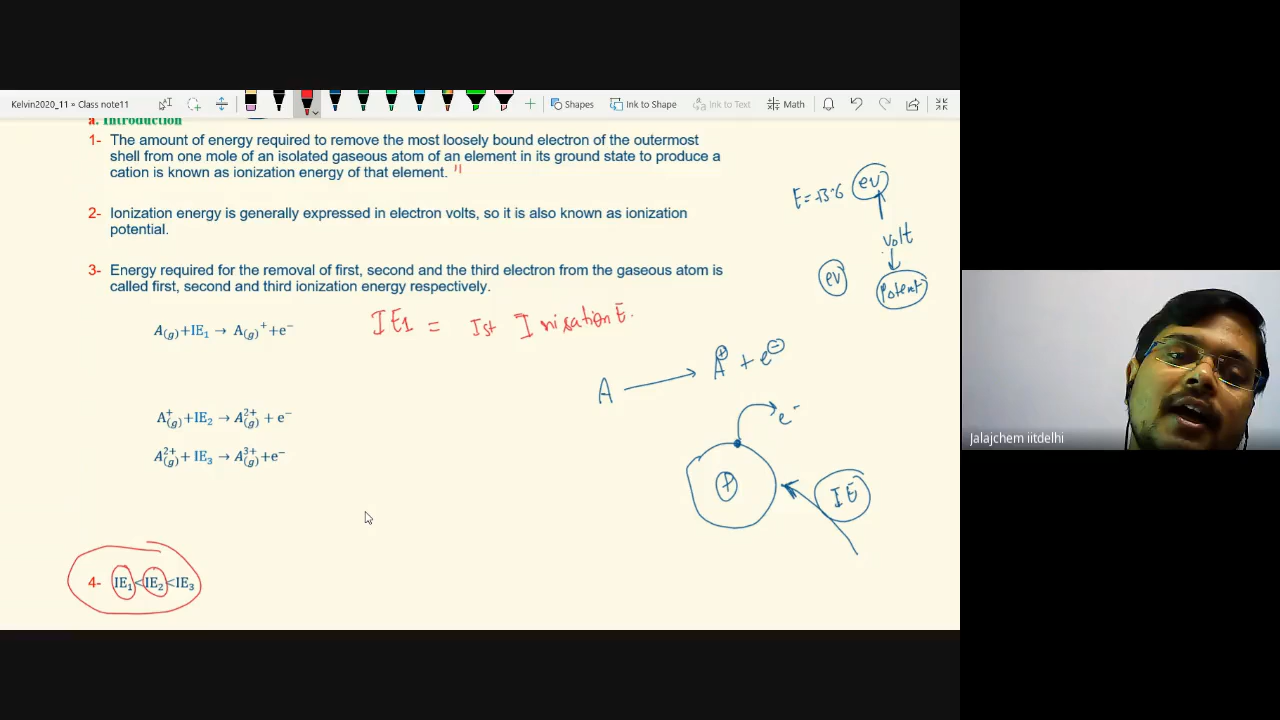 Kelvin2020_11 » Class note11
Shapes
Ink to Shape
Ink to Text
Math
a. Introduction
1- The amount of energy required to remove the most loosely bound electron of the outermost
shell from one mole of an isolated gaseous atom of an element in its ground state to produce a
cation is known as ionization energy of that element. "
2- Ionization energy is generally expressed in electron volts, so it is also known as ionization
potential.
3- Energy required for the removal of first, second and the third electron from the gaseous atom is
called first, second and third ionization energy respectively.
A(g)+IE₁ → A(g)⁺+e⁻
IE1 = Ist Inisation E.
A⁺(g)+IE₂ → A²⁺(g) + e⁻
A²⁺(g)+ IE₃ → A³⁺(g)+e⁻
4- IE₁<IE₂<IE₃
ev
volt
ev
Potent
A → A⊕ + e⊖
e⁻
IE
Jalajchem iitdelhi